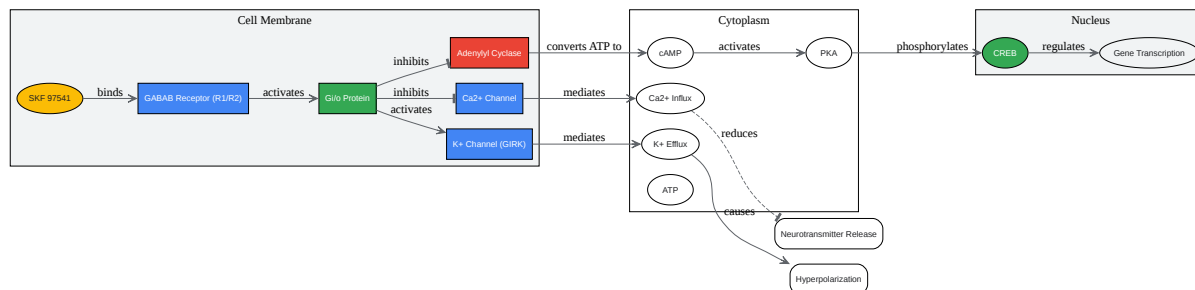 Cell Membrane
Cytoplasm
Nucleus
Adenylyl Cyclase
converts ATP to
cAMP
activates
PKA
phosphorylates
CREB
regulates
Gene Transcription
inhibits
SKF 97541
binds
GABAB Receptor (R1/R2)
activates
Gi/o Protein
inhibits
Ca2+ Channel
mediates
Ca2+ Influx
activates
reduces
K+ Channel (GIRK)
mediates
K+ Efflux
ATP
causes
Neurotransmitter Release
Hyperpolarization